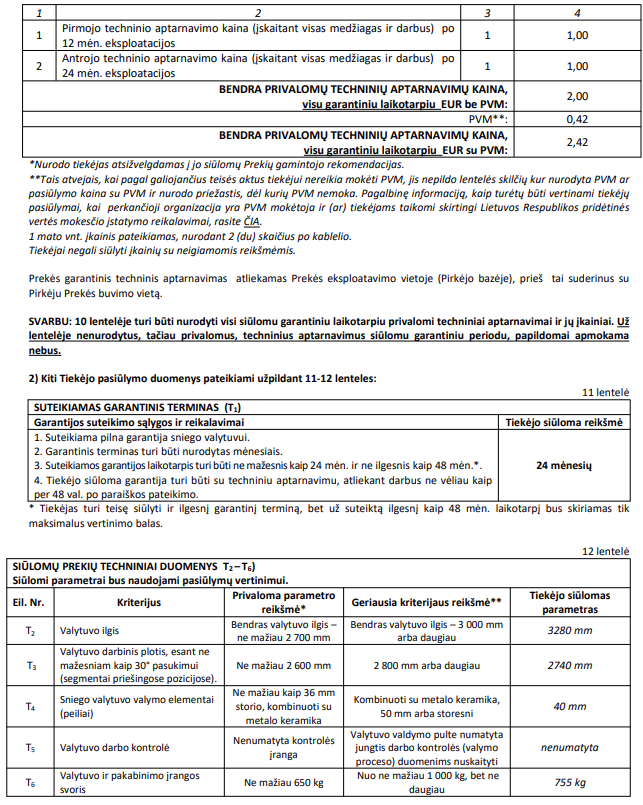 1 2 3 4
1 Pirmojo techninio aptarnavimo kaina (įskaitant visas medžiagas ir darbus) po 12 mėn. eksploatacijos 1 1,00
2 Antrojo techninio aptarnavimo kaina (įskaitant visas medžiagas ir darbus) po 24 mėn. eksploatacijos 1 1,00
BENDRA PRIVALOMŲ TECHNINIŲ APTARNAVIMŲ KAINA,
visu garantiniu laikotarpiu EUR be PVM: 2,00
PVM**: 0,42
BENDRA PRIVALOMŲ TECHNINIŲ APTARNAVIMŲ KAINA,
visu garantiniu laikotarpiu EUR su PVM: 2,42
*Nurodo tiekėjas atsižvelgdamas į jo siūlomų Prekių gamintojo rekomendacijas.
**Tais atvejais, kai pagal galiojančius teisės aktus tiekėjui nereikia mokėti PVM, jis nepildo lentelės skilčių kur nurodyta PVM ar
pasiūlymo kaina su PVM ir nurodo priežastis, dėl kurių PVM nemoka. Pagalbinę informaciją, kaip turėtų būti vertinami tiekėjų
pasiūlymai, kai perkančioji organizacija yra PVM mokėtoja ir (ar) tiekėjams taikomi skirtingi Lietuvos Respublikos pridėtinės
vertės mokesčio įstatymo reikalavimai, rasite ČIA.
1 mato vnt. įkainis pateikiamas, nurodant 2 (du) skaičius po kablelio.
Tiekėjai negali siūlyti įkainių su neigiamomis reikšmėmis.
Prekės garantinis techninis aptarnavimas atliekamas Prekės eksploatavimo vietoje (Pirkėjo bazėje), prieš tai suderinus su
Pirkėju Prekės buvimo vietą.
SVARBU: 10 lentelėje turi būti nurodyti visi siūlomu garantiniu laikotarpiu privalomi techniniai aptarnavimai ir jų įkainiai. Už
lentelėje nenurodytus, tačiau privalomus, techninius aptarnavimus siūlomu garantiniu periodu, papildomai apmokama
nebus.
2) Kiti Tiekėjo pasiūlymo duomenys pateikiami užpildant 11-12 lenteles:
11 lentelė
SUTEIKIAMAS GARANTINIS TERMINAS (T₁)
Garantijos suteikimo sąlygos ir reikalavimai Tiekėjo siūloma reikšmė
1. Suteikiama pilna garantija sniego valytuvui.
2. Garantinis terminas turi būti nurodytas mėnesiais.
3. Suteikiamos garantijos laikotarpis turi būti ne mažesnis kaip 24 mėn. ir ne ilgesnis kaip 48 mėn.*. 24 mėnesių
4. Tiekėjo siūloma garantija turi būti su techniniu aptarnavimu, atliekant darbus ne vėliau kaip
per 48 val. po paraiškos pateikimo.
* Tiekėjas turi teisę siūlyti ir ilgesnį garantinį terminą, bet už suteiktą ilgesnį kaip 48 mėn. laikotarpį bus skiriamas tik
maksimalus vertinimo balas.
12 lentelė
SIŪLOMŲ PREKIŲ TECHNINIAI DUOMENYS T₂–T₆)
Siūlomi parametrai bus naudojami pasiūlymų vertinimui.
Eil. Nr. Kriterijus Privaloma parametro reikšmė* Geriausia kriterijaus reikšmė** Tiekėjo siūlomas parametras
T₂ Valytuvo ilgis Bendras valytuvo ilgis – ne mažiau 2 700 mm Bendras valytuvo ilgis – 3 000 mm arba daugiau 3280 mm
T₃ Valytuvo darbinis plotis, esant ne mažesniam kaip 30° pasukimui (segmentai priešingose pozicijose). Ne mažiau 2 600 mm 2 800 mm arba daugiau 2740 mm
T₄ Sniego valytuvo valymo elementai (peiliai) Ne mažiau kaip 36 mm storio, kombinuoti su metalo keramika Kombinuoti su metalo keramika, 50 mm arba storesni 40 mm
T₅ Valytuvo darbo kontrolė Nenumatyta kontrolės įranga Valytuvo valdymo pulte numatyta jungtis darbo kontrolės (valymo proceso) duomenims nuskaityti nenumatyta
T₆ Valytuvo ir pakabinimo įrangos svoris Ne mažiau 650 kg Nuo ne mažiau 1 000 kg, bet ne daugiau 755 kg